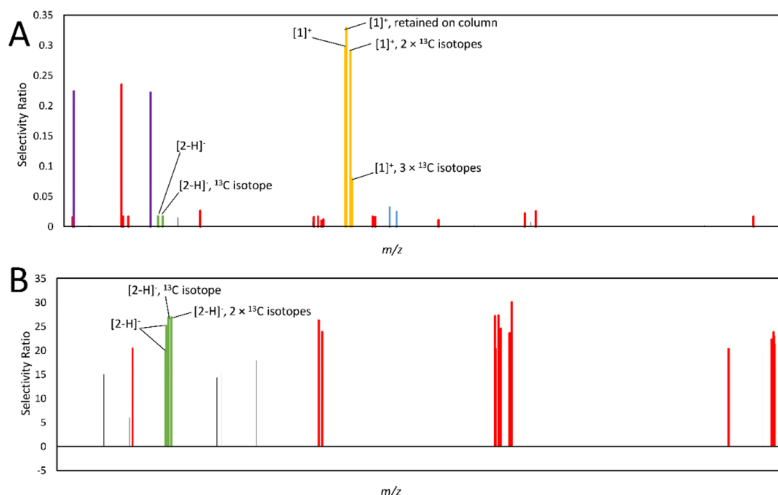 A
Selectivity Ratio
0.35
0.3
0.25
0.2
0.15
0.1
0.05
0
[1]⁺, retained on column
[1]⁺
[1]⁺, 2 × ¹³C isotopes
[1]⁺, 3 × ¹³C isotopes
[2-H]⁻
[2-H]⁻, ¹³C isotope
m/z
B
Selectivity Ratio
35
30
25
20
15
10
5
0
-5
[2-H]⁻, ¹³C isotope
[2-H]⁻, 2 × ¹³C isotopes
[2-H]⁻
m/z